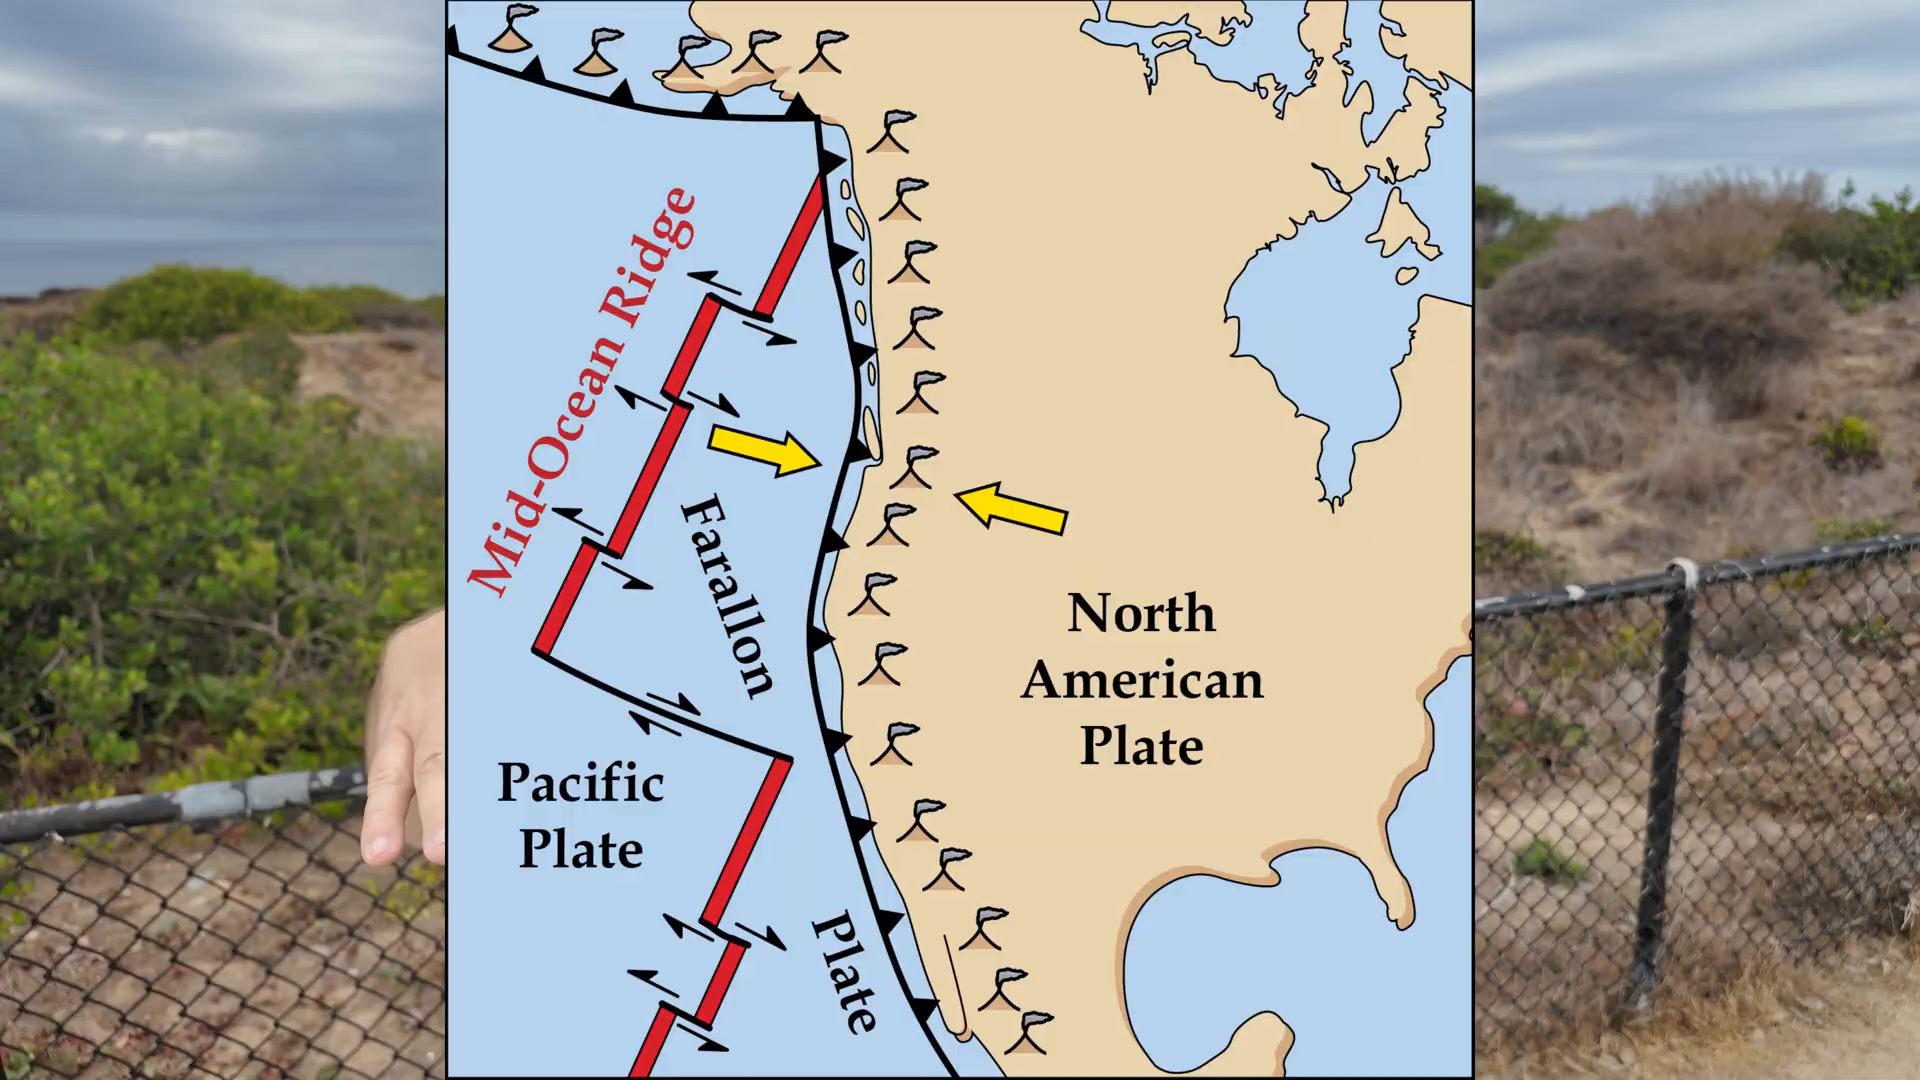 Mid-Ocean Ridge
Farallon
Plate
North
American
Plate
Pacific
Plate